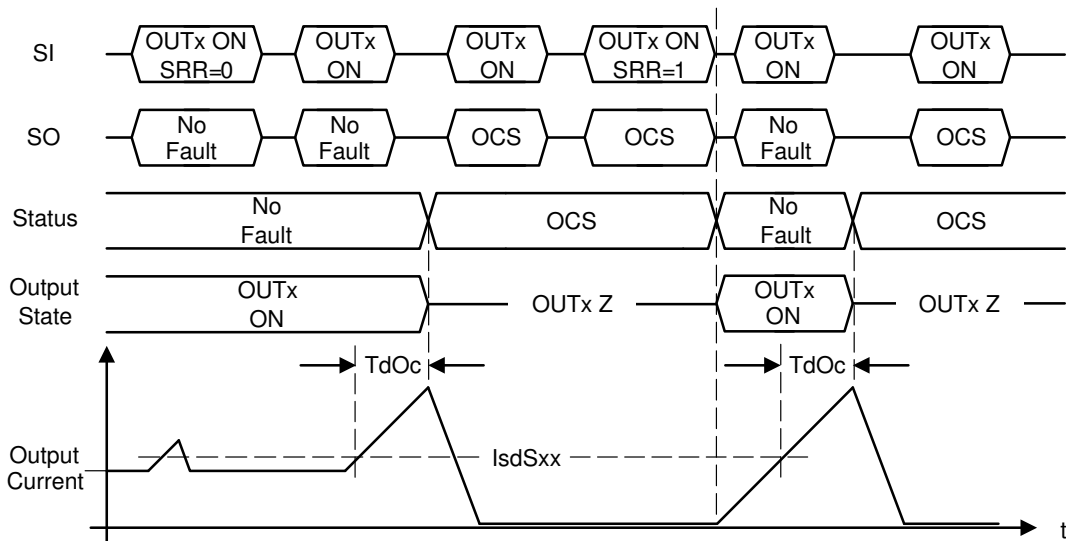 SI
OUTx ON
SRR=0
OUTx
ON
OUTx
ON
OUTx ON
SRR=1
OUTx
ON
OUTx
ON
SO
No
Fault
No
Fault
OCS
OCS
No
Fault
OCS
Status
No
Fault
OCS
No
Fault
OCS
Output
State
OUTx
ON
OUTx Z
OUTx
ON
OUTx Z
TdOc
TdOc
Output
Current
IsdSxx
t